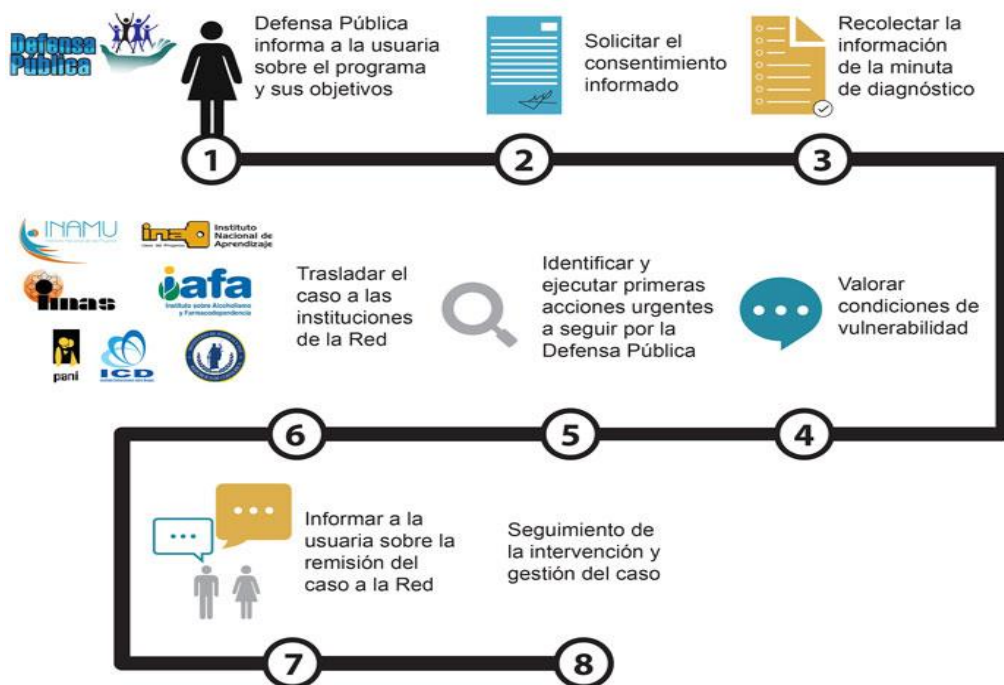 Defensa
Pública
Defensa Pública
informa a la usuaria
sobre el programa
y sus objetivos
Solicitar el
consentimiento
informado
Recolectar la
información
de la minuta
de diagnóstico
1
2
3
INAMU
ina
Instituto
Nacional de
Aprendizaje
imas
iafa
Instituto sobre Alcoholismo
y Farmacodependencia
pani
ICD
Trasladar el
caso a las
instituciones
de la Red
Identificar y
ejecutar primeras
acciones urgentes
a seguir por la
Defensa Pública
Valorar
condiciones de
vulnerabilidad
6
5
4
Informar a la
usuaria sobre la
remisión del
caso a la Red
Seguimiento de
la intervención y
gestión del caso
7
8